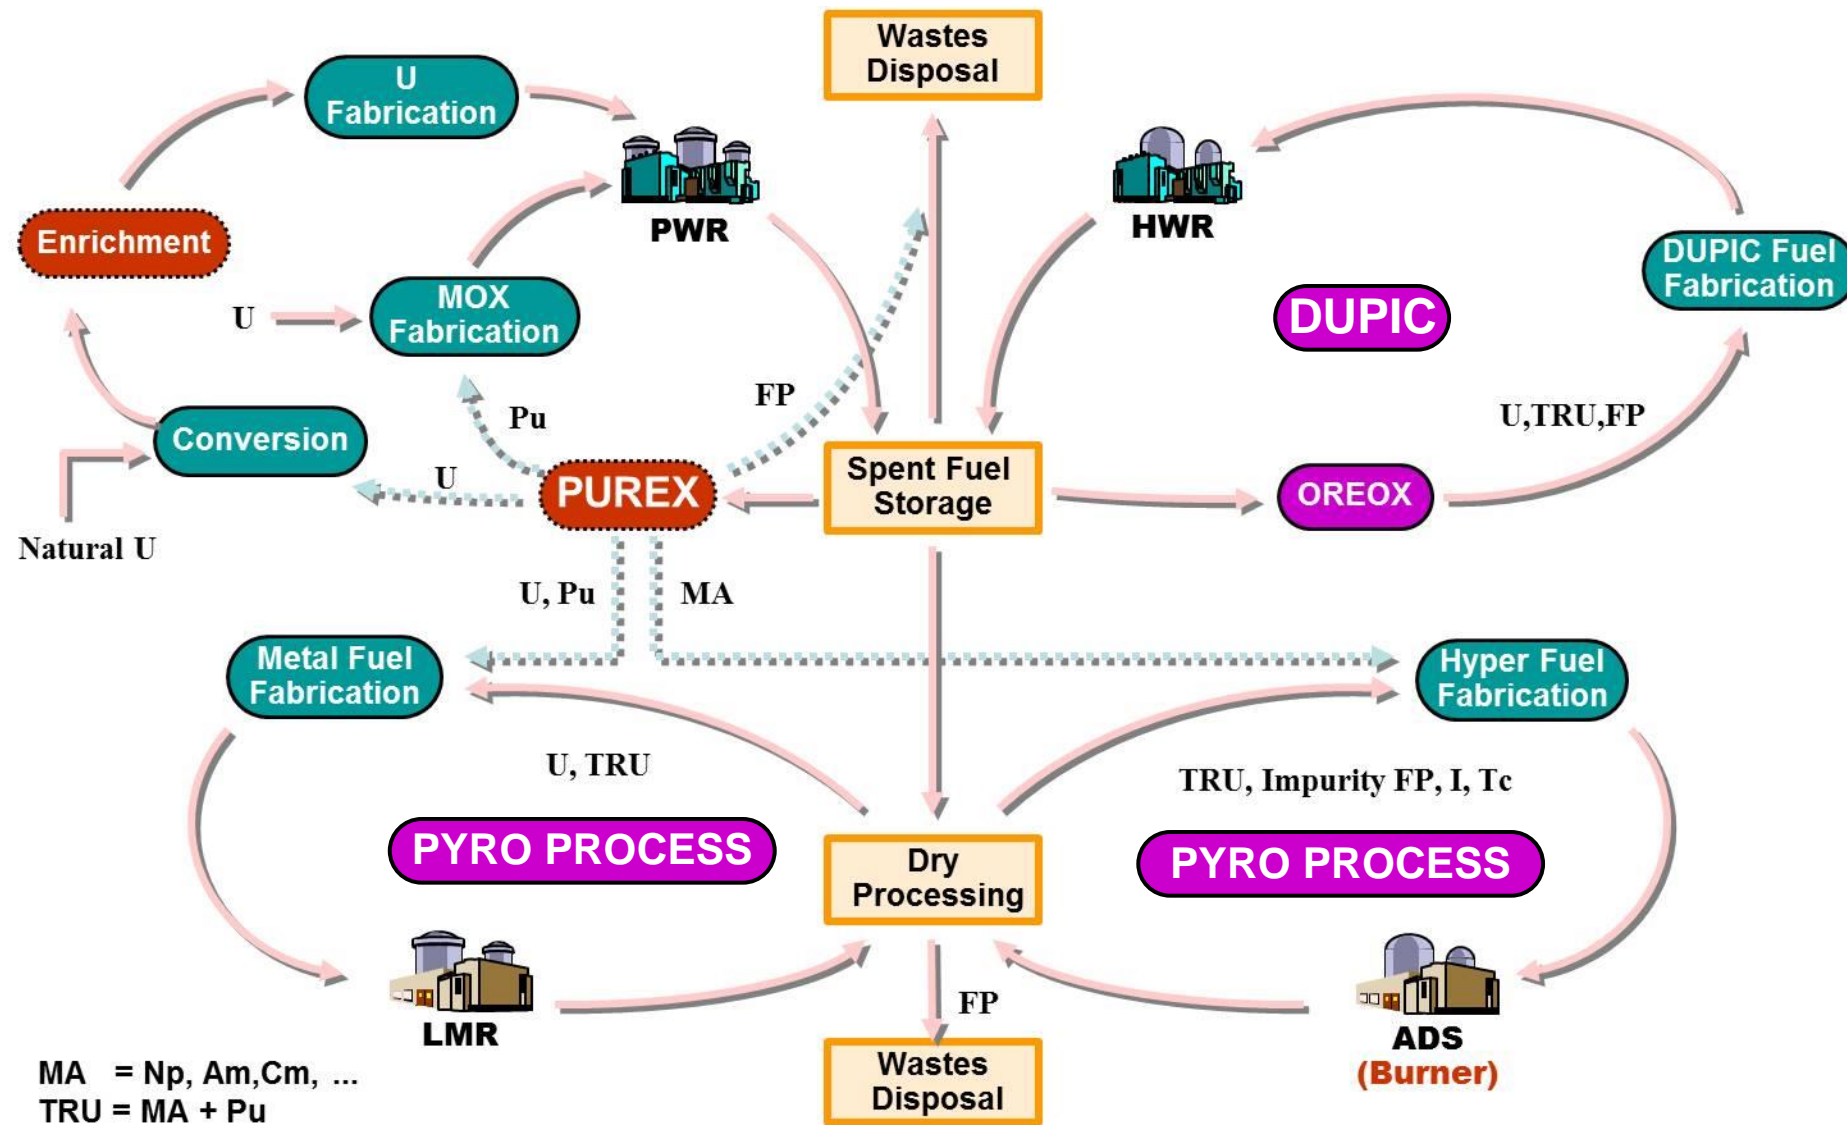 Wastes
Disposal
U
Fabrication
PWR
HWR
Enrichment
DUPIC Fuel
Fabrication
MOX
Fabrication
U
DUPIC
FP
Pu
U,TRU,FP
Conversion
U
PUREX
Spent Fuel
Storage
OREOX
Natural U
U, Pu
MA
Metal Fuel
Fabrication
Hyper Fuel
Fabrication
U, TRU
TRU, Impurity FP, I, Tc
PYRO PROCESS
Dry
Processing
PYRO PROCESS
LMR
FP
ADS
(Burner)
Wastes
Disposal
MA = Np, Am,Cm, ...
TRU = MA + Pu